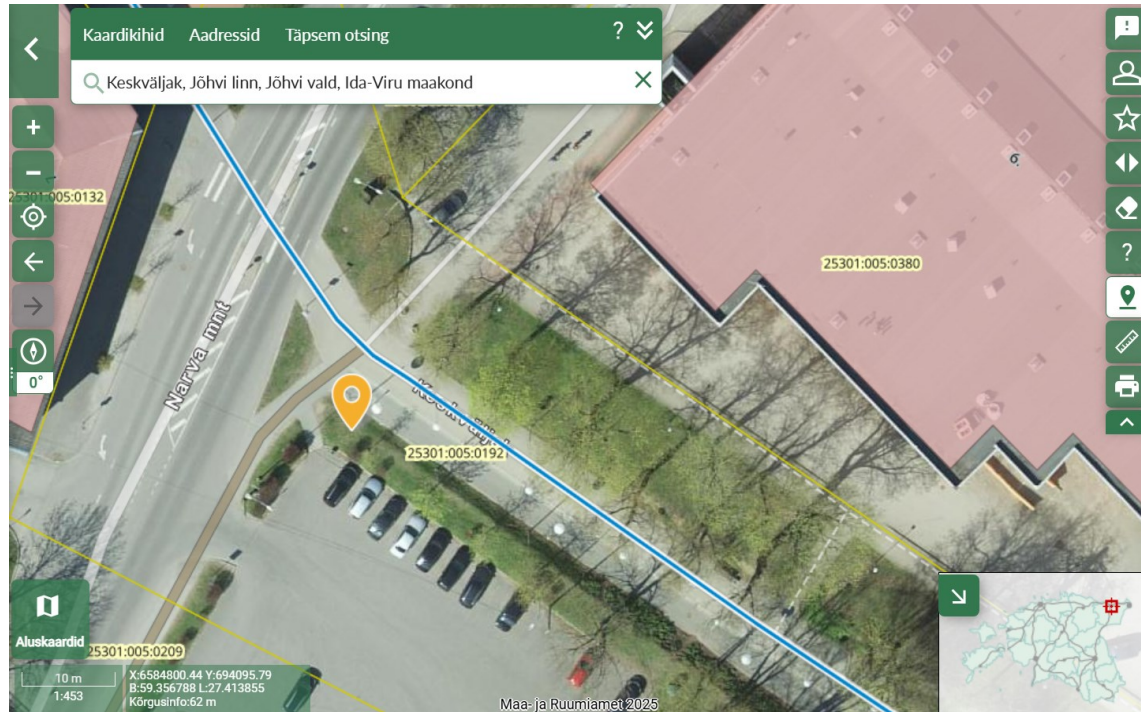 Kaardikihid Aadressid Täpsem otsing ?
Keskväljak, Jõhvi linn, Jõhvi vald, Ida-Viru maakond
25301:005:0132
6
25301:005:0380
?
Narva mnt
0°
Keskväljak
25301:005:0192
Aluskaardid
25301:005:0209
10 m
1:453
X:6584800.44 Y:694095.79
B:59.356788 L:27.413855
Kõrgusinfo:62 m
Maa- ja Ruumiamet 2025